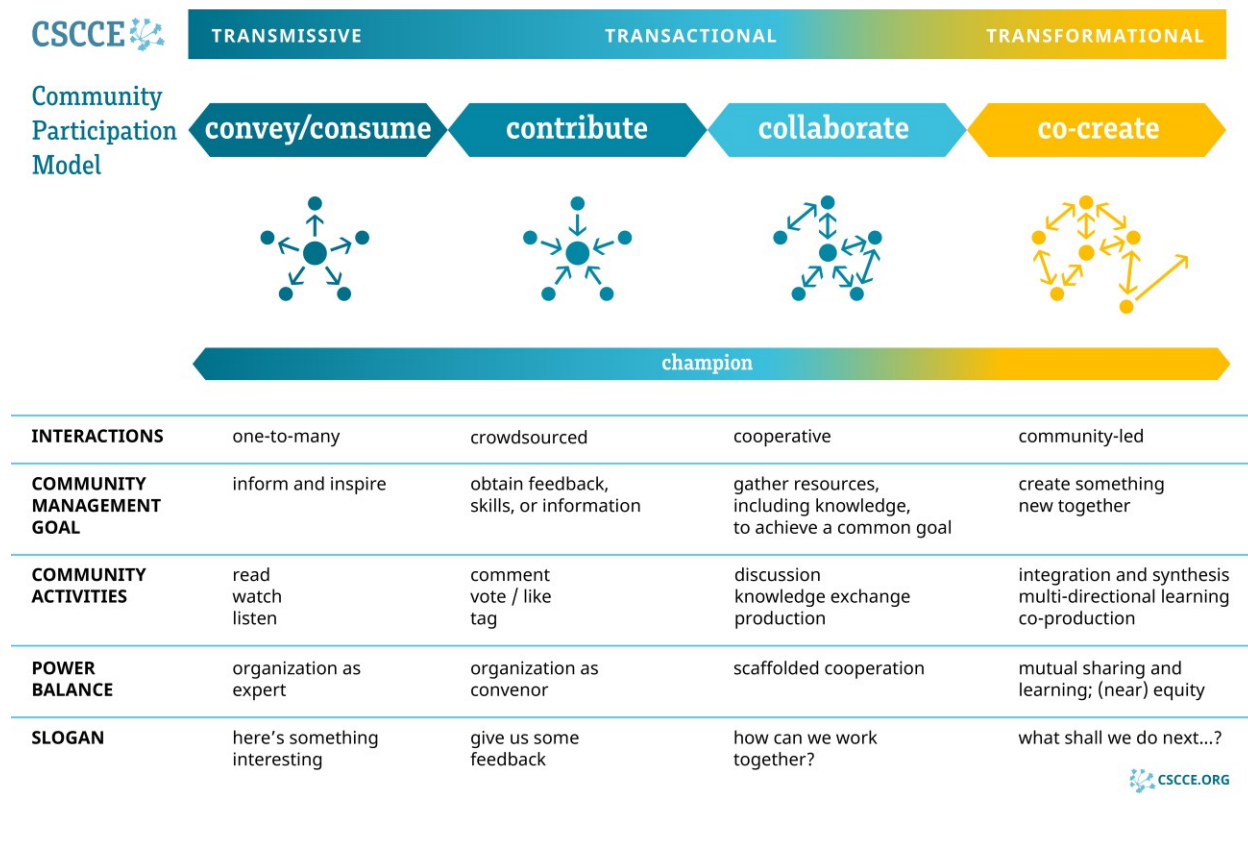 CSCCE
TRANSMISSIVE TRANSACTIONAL TRANSFORMATIONAL
Community
Participation
Model
convey/consume contribute collaborate co-create
champion
INTERACTIONS one-to-many crowdsourced cooperative community-led
COMMUNITY inform and inspire obtain feedback, gather resources, create something
MANAGEMENT skills, or information including knowledge, new together
GOAL to achieve a common goal
COMMUNITY read comment discussion integration and synthesis
ACTIVITIES watch vote / like knowledge exchange multi-directional learning
listen tag production co-production
POWER organization as organization as scaffolded cooperation mutual sharing and
BALANCE expert convenor learning; (near) equity
SLOGAN here's something give us some how can we work what shall we do next...?
interesting feedback together?
CSCCE.ORG